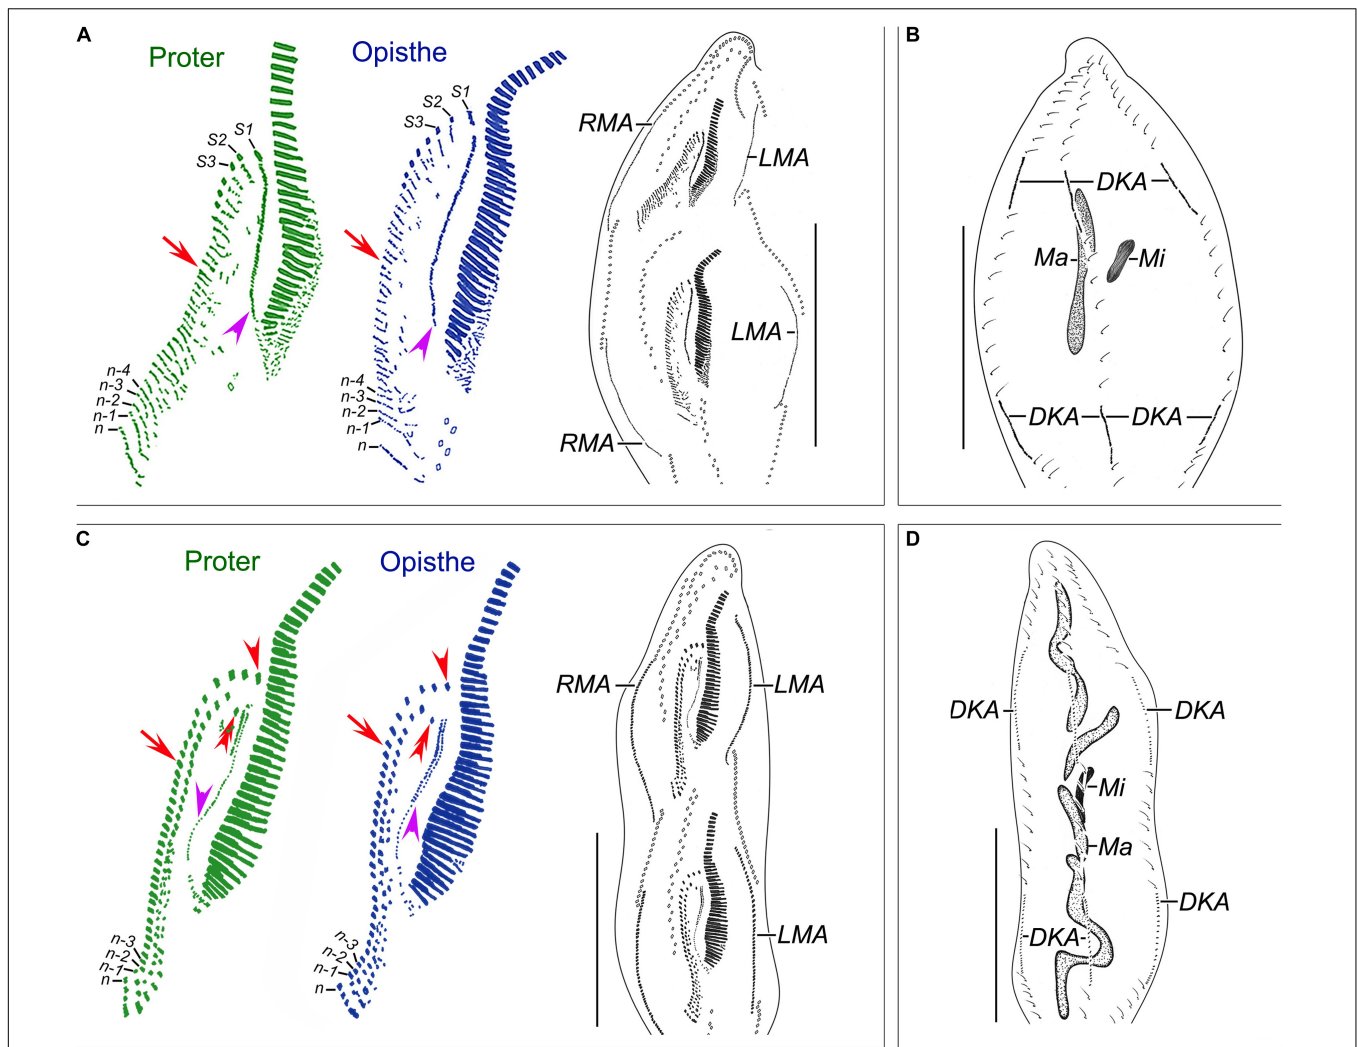 A
Proter
Opisthe
S1
S2
S3
n-4
n-3
n-2
n-1
n
S1
S2
S3
n-4
n-3
n-2
n-1
n
RMA
LMA
LMA
RMA
B
DKA
Ma
Mi
DKA
DKA
C
Proter
Opisthe
n-3
n-2
n-1
n
n-3
n-2
n-1
n
RMA
LMA
LMA
D
DKA
DKA
Mi
Ma
DKA
DKA